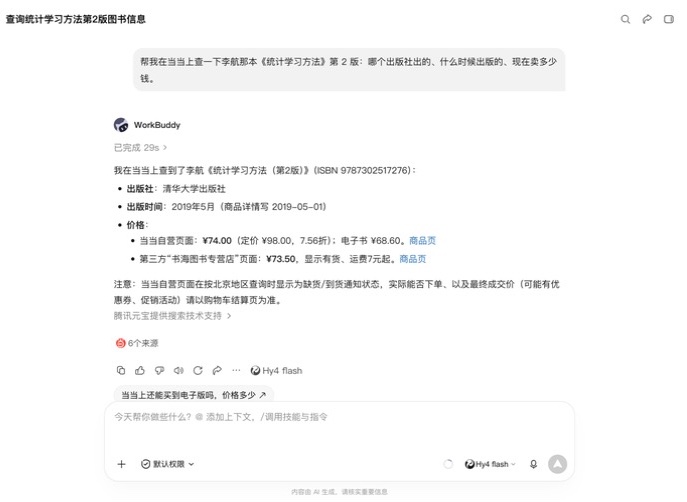 查询统计学习方法第2版图书信息
帮我在当当上查一下李航那本《统计学习方法》第 2 版：哪个出版社出的、什么时候出版的、现在卖多少
钱。
WorkBuddy
已完成 29s >
我在当当上查到了李航《统计学习方法（第2版）》(ISBN 9787302517276)：
• 出版社：清华大学出版社
• 出版时间：2019年5月（商品详情写 2019-05-01）
• 价格：
• 当当自营页面：¥74.00（定价 ¥98.00，7.56折）；电子书 ¥68.60。商品页
• 第三方“书海图书专营店”页面：¥73.50，显示有货、运费7元起。商品页
注意：当当自营页面在按北京地区查询时显示为缺货/到货通知状态，实际能否下单、以及最终成交价（可能有优
惠券、促销活动）请以购物车结算页为准。
腾讯元宝提供搜索技术支持 >
6个来源
Hy4 flash
当当上还能买到电子版吗，价格多少 ↗
今天帮你做些什么？@ 添加上下文，/调用技能与指令
默认权限
Hy4 flash
内容由 AI 生成，请核实重要信息